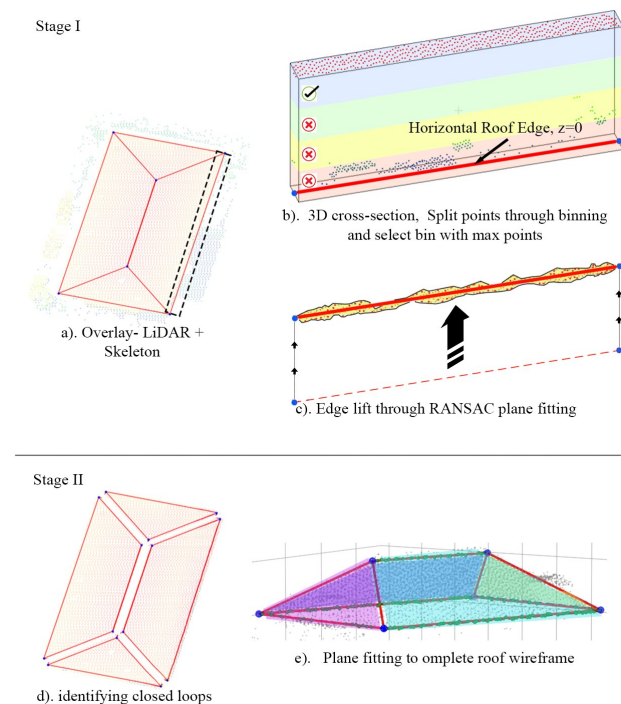 Stage I
Horizontal Roof Edge, z=0
b). 3D cross-section, Split points through binning
and select bin with max points
a). Overlay- LiDAR +
Skeleton
c). Edge lift through RANSAC plane fitting
Stage II
e). Plane fitting to omplete roof wireframe
d). identifying closed loops